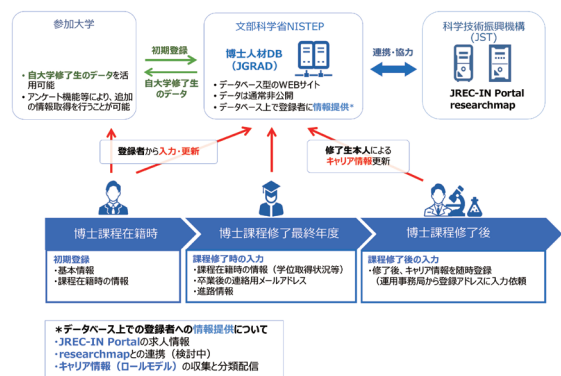 参加大学
・自大学修了生のデータを活
用可能
・アンケート機能等により、追加
の情報取得を行うことが可能
初期登録
自大学修了生
のデータ
文部科学省NISTEP
博士人材DB
（JGRAD）
・データベース型のWEBサイト
・データは通常非公開
・データベース上で登録者に情報提供*
連携・協力
科学技術振興機構
(JST)
JREC-IN Portal
researchmap
登録者から入力・更新
修了生本人による
キャリア情報更新
博士課程在籍時
博士課程修了最終年度
博士課程修了後
初期登録
・基本情報
・課程在籍時の情報
課程修了時の入力
・課程在籍時の情報（学位取得状況等）
・卒業後の連絡用メールアドレス
・進路情報
課程修了後の入力
・修了後、キャリア情報を随時登録
（運用事務局から登録アドレスに入力依頼）
＊データベース上での登録者への情報提供について
・JREC-IN Portalの求人情報
・researchmapとの連携（検討中）
・キャリア情報（ロールモデル）の収集と分類配信